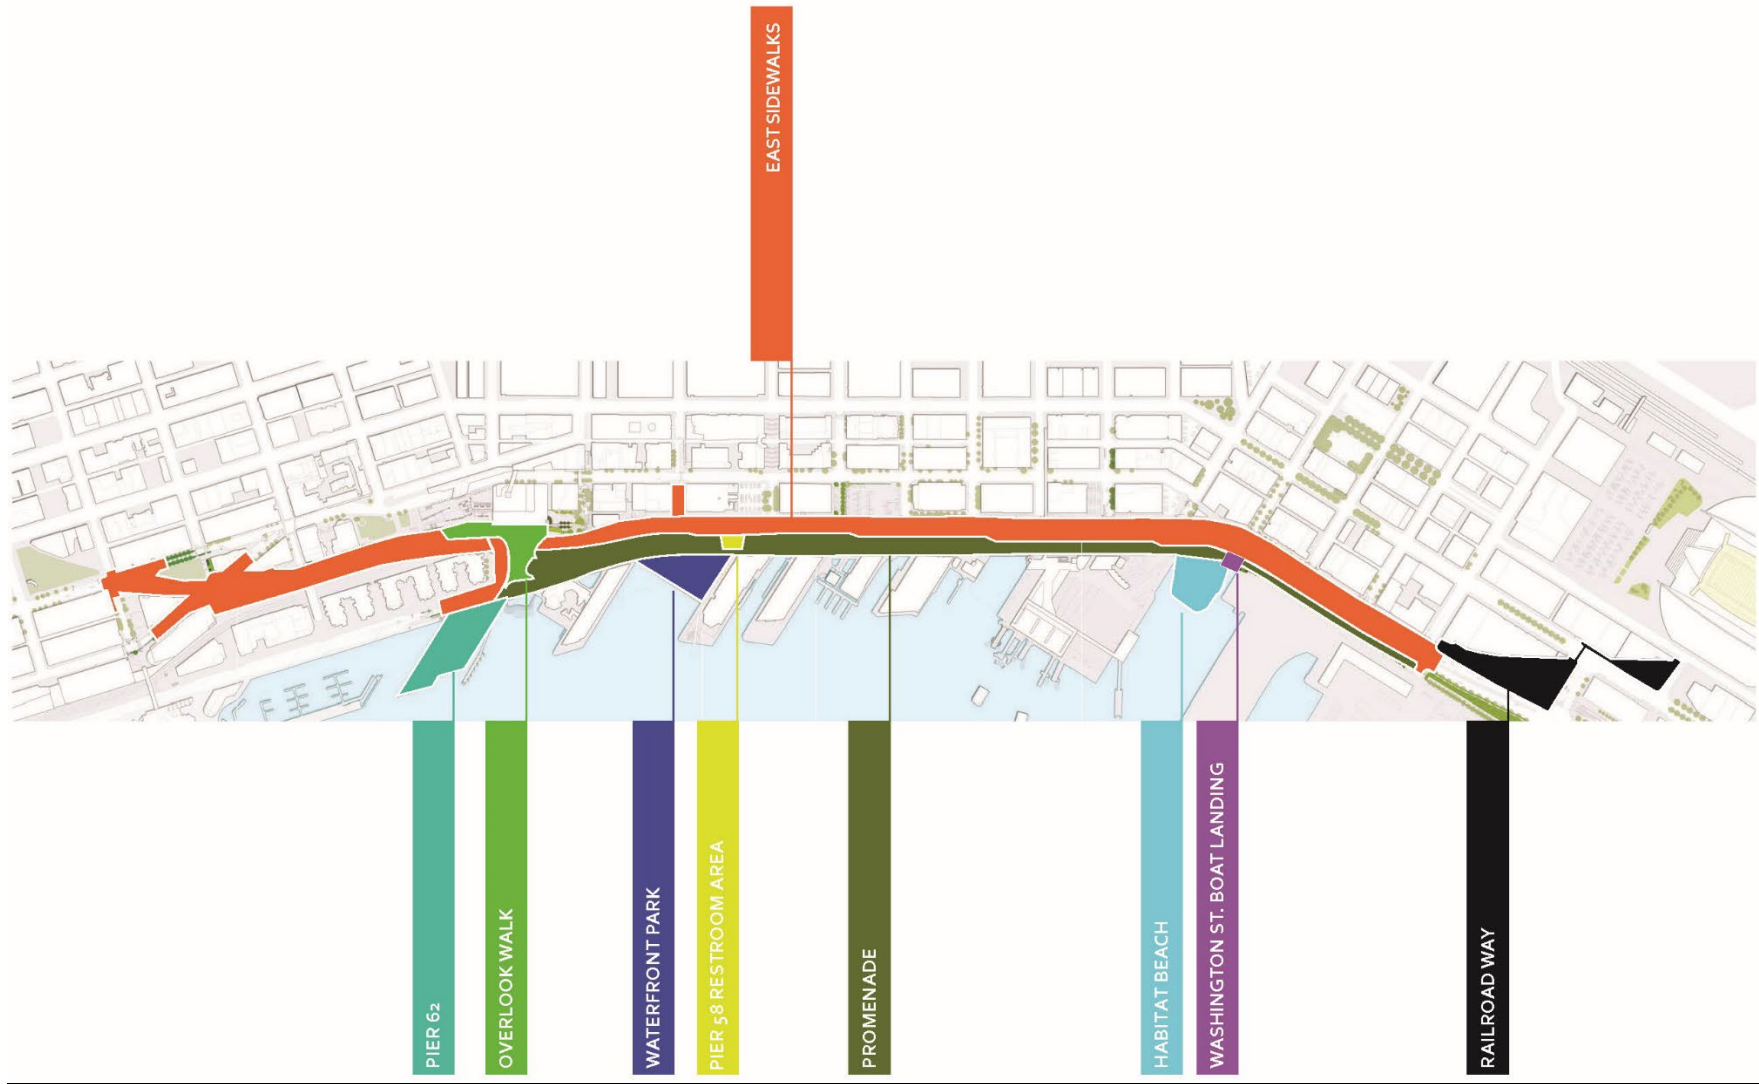 EAST SIDEWALKS
PIER 62
OVERLOOK WALK
WATERFRONT PARK
PIER 58 RESTROOM AREA
PROMENADE
HABITAT BEACH
WASHINGTON ST. BOAT LANDING
RAILROAD WAY